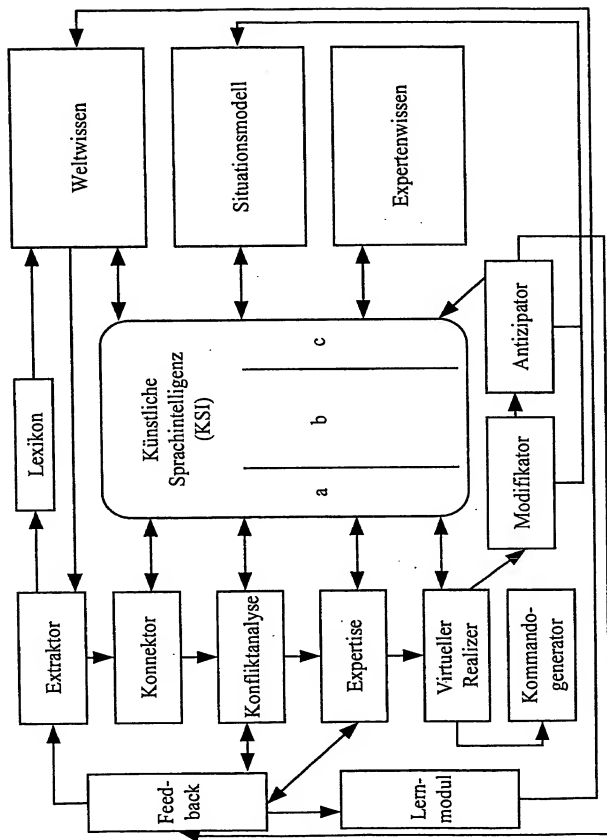 Weltwissen
Situationsmodell
Expertenwissen
Lexikon
Künstliche
Sprachintelligenz
(KSI)
a
b
c
Antizipator
Modifikator
Extraktor
Konnektor
Konfliktanalyse
Expertise
Virtueller
Realizer
Kommando-
generator
Feed-
back
Lern-
modul